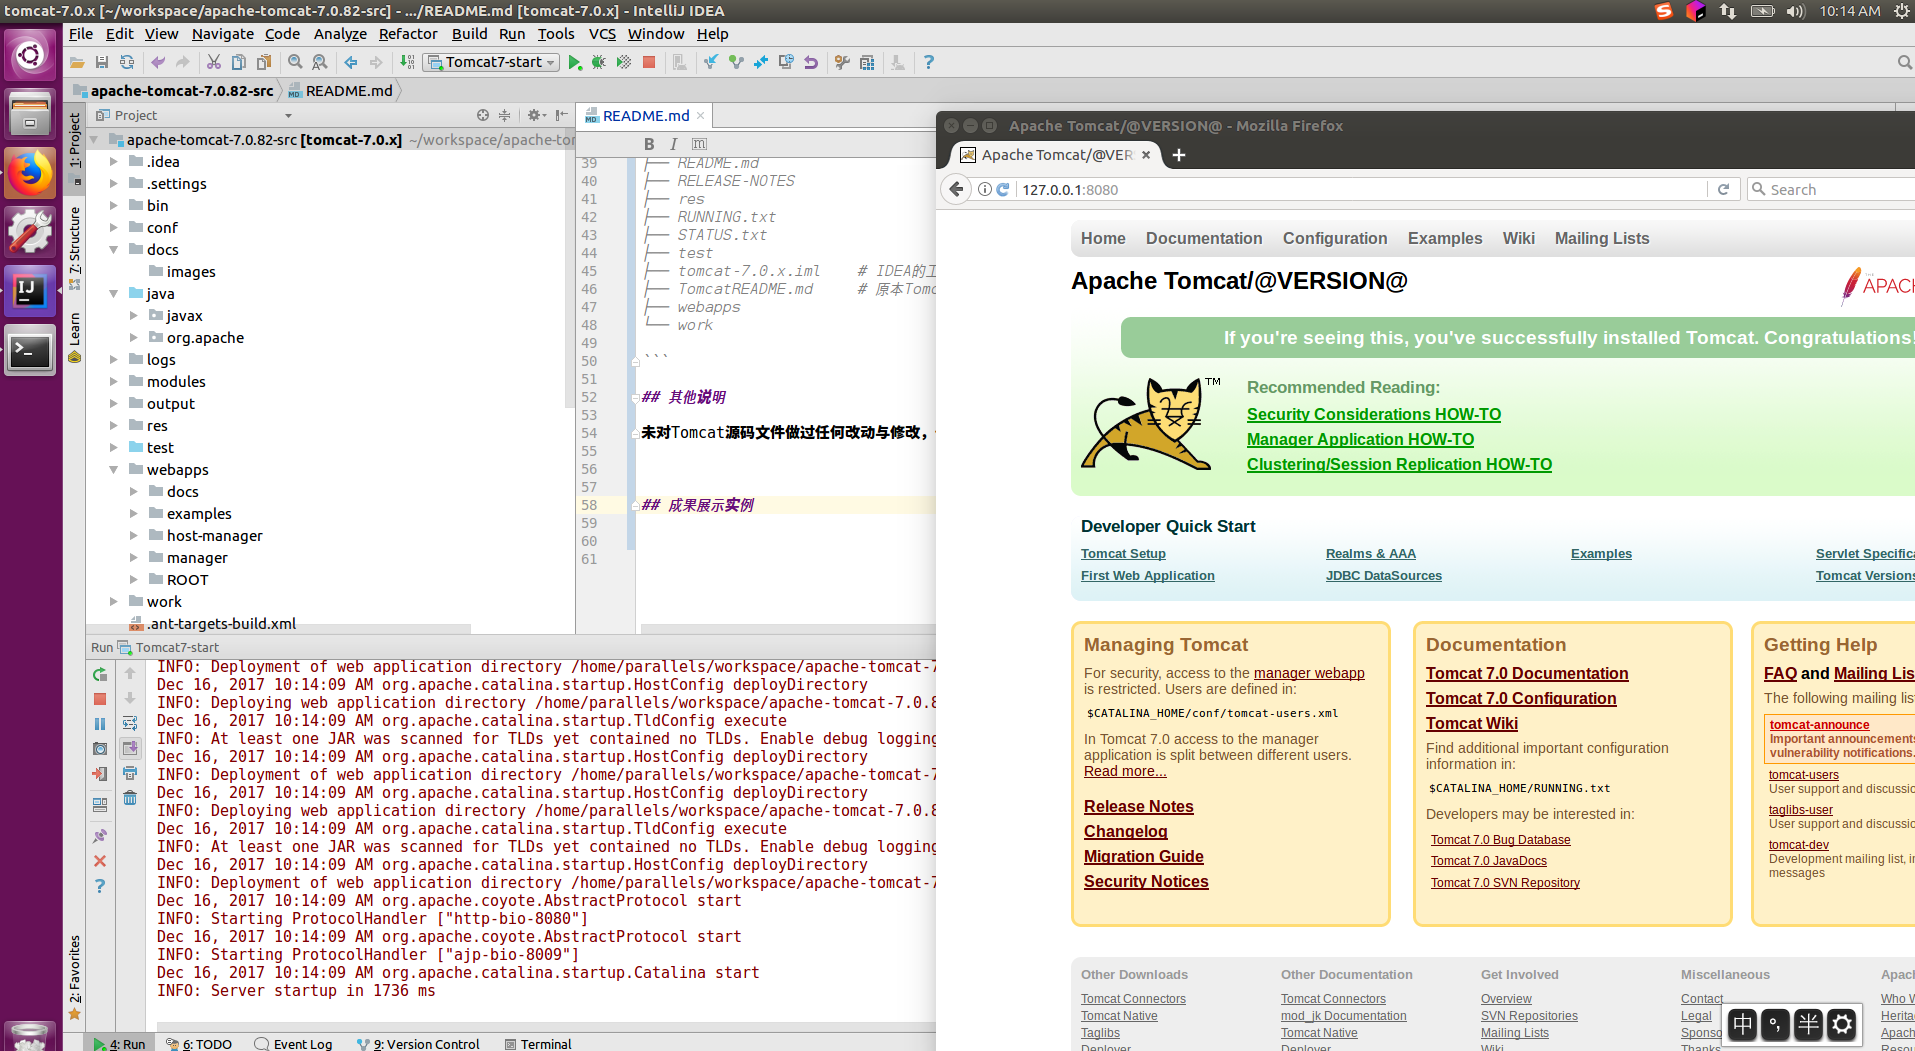 tomcat-7.0.x [~/workspace/apache-tomcat-7.0.82-src] - .../README.md [tomcat-7.0.x] - IntelliJ IDEA
10:14 AM
File Edit View Navigate Code Analyze Refactor Build Run Tools VCS Window Help
Tomcat7-start
apache-tomcat-7.0.82-src README.md
1: Project
7: Structure
Learn
2: Favorites
Project
apache-tomcat-7.0.82-src [tomcat-7.0.x] ~/workspace/apache-tom
.idea
.settings
bin
conf
docs
images
java
javax
org.apache
logs
modules
output
res
test
webapps
docs
examples
host-manager
manager
ROOT
work
.ant-targets-build.xml
README.md
B I m
39 ├── README.md
40 ├── RELEASE-NOTES
41 ├── res
42 ├── RUNNING.txt
43 ├── STATUS.txt
44 ├── test
45 ├── tomcat-7.0.x.iml # IDEA的工
46 ├── TomcatREADME.md # 原本Tomc
47 ├── webapps
48 └── work
49
50 ```
51
52 ## 其他说明
53
54 未对Tomcat源码文件做过任何改动与修改，
55
56
57
58 ## 成果展示实例
59
60
61
Run Tomcat7-start
INFO: Deployment of web application directory /home/parallels/workspace/apache-tomcat-7
Dec 16, 2017 10:14:09 AM org.apache.catalina.startup.HostConfig deployDirectory
INFO: Deploying web application directory /home/parallels/workspace/apache-tomcat-7.0.8
Dec 16, 2017 10:14:09 AM org.apache.catalina.startup.TldConfig execute
INFO: At least one JAR was scanned for TLDs yet contained no TLDs. Enable debug logging
Dec 16, 2017 10:14:09 AM org.apache.catalina.startup.HostConfig deployDirectory
INFO: Deployment of web application directory /home/parallels/workspace/apache-tomcat-7
Dec 16, 2017 10:14:09 AM org.apache.catalina.startup.HostConfig deployDirectory
INFO: Deploying web application directory /home/parallels/workspace/apache-tomcat-7.0.8
Dec 16, 2017 10:14:09 AM org.apache.catalina.startup.TldConfig execute
INFO: At least one JAR was scanned for TLDs yet contained no TLDs. Enable debug logging
Dec 16, 2017 10:14:09 AM org.apache.catalina.startup.HostConfig deployDirectory
INFO: Deployment of web application directory /home/parallels/workspace/apache-tomcat-7
Dec 16, 2017 10:14:09 AM org.apache.coyote.AbstractProtocol start
INFO: Starting ProtocolHandler ["http-bio-8080"]
Dec 16, 2017 10:14:09 AM org.apache.coyote.AbstractProtocol start
INFO: Starting ProtocolHandler ["ajp-bio-8009"]
Dec 16, 2017 10:14:09 AM org.apache.catalina.startup.Catalina start
INFO: Server startup in 1736 ms
4: Run 6: TODO Event Log 9: Version Control Terminal
Apache Tomcat/@VERSION@ - Mozilla Firefox
Apache Tomcat/@VER
127.0.0.1:8080
Search
Home Documentation Configuration Examples Wiki Mailing Lists
Apache Tomcat/@VERSION@
THE
APACH
If you're seeing this, you've successfully installed Tomcat. Congratulations!
TM
Recommended Reading:
Security Considerations HOW-TO
Manager Application HOW-TO
Clustering/Session Replication HOW-TO
Developer Quick Start
Tomcat Setup Realms & AAA Examples Servlet Specifica
First Web Application JDBC DataSources Tomcat Versions
Managing Tomcat
For security, access to the manager webapp
is restricted. Users are defined in:
$CATALINA_HOME/conf/tomcat-users.xml
In Tomcat 7.0 access to the manager
application is split between different users.
Read more...
Release Notes
Changelog
Migration Guide
Security Notices
Documentation
Tomcat 7.0 Documentation
Tomcat 7.0 Configuration
Tomcat Wiki
Find additional important configuration
information in:
$CATALINA_HOME/RUNNING.txt
Developers may be interested in:
Tomcat 7.0 Bug Database
Tomcat 7.0 JavaDocs
Tomcat 7.0 SVN Repository
Getting Help
FAQ and Mailing Lis
The following mailing lis
tomcat-announce
Important announcements
vulnerability notifications.
tomcat-users
User support and discussio
taglibs-user
User support and discussio
tomcat-dev
Development mailing list, in
messages
Other Downloads
Tomcat Connectors
Tomcat Native
Taglibs
Deployer
Other Documentation
Tomcat Connectors
mod_jk Documentation
Tomcat Native
Deployer
Get Involved
Overview
SVN Repositories
Mailing Lists
Wiki
Miscellaneous
Contact
Legal
Sponso
Thanks
Apach
Who W
Heritag
Apach
Resou
中 °, 半